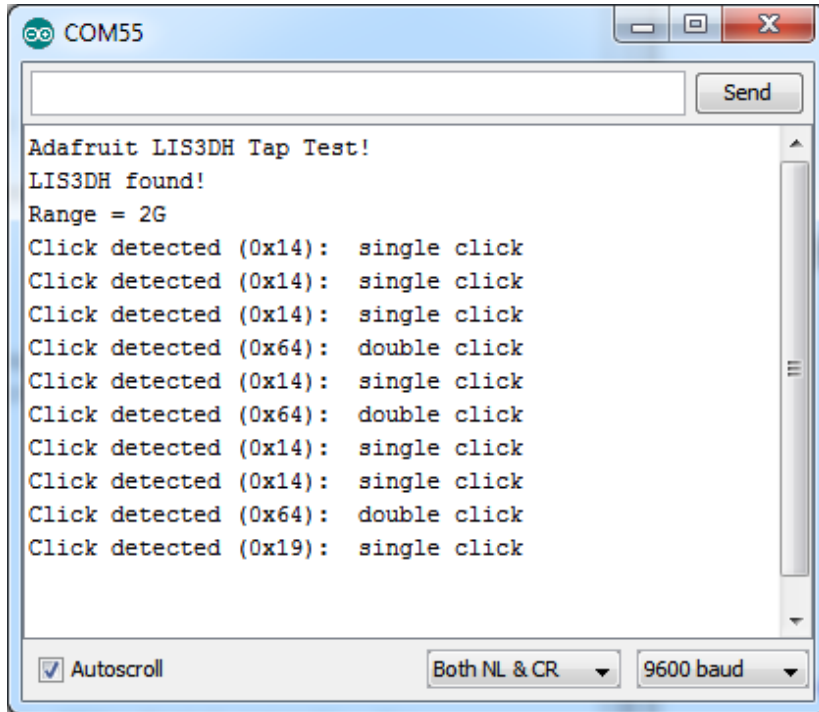 COM55
Send
Adafruit LIS3DH Tap Test!
LIS3DH found!
Range = 2G
Click detected (0x14):  single click
Click detected (0x14):  single click
Click detected (0x14):  single click
Click detected (0x64):  double click
Click detected (0x14):  single click
Click detected (0x64):  double click
Click detected (0x14):  single click
Click detected (0x14):  single click
Click detected (0x64):  double click
Click detected (0x19):  single click
Autoscroll Both NL & CR 9600 baud